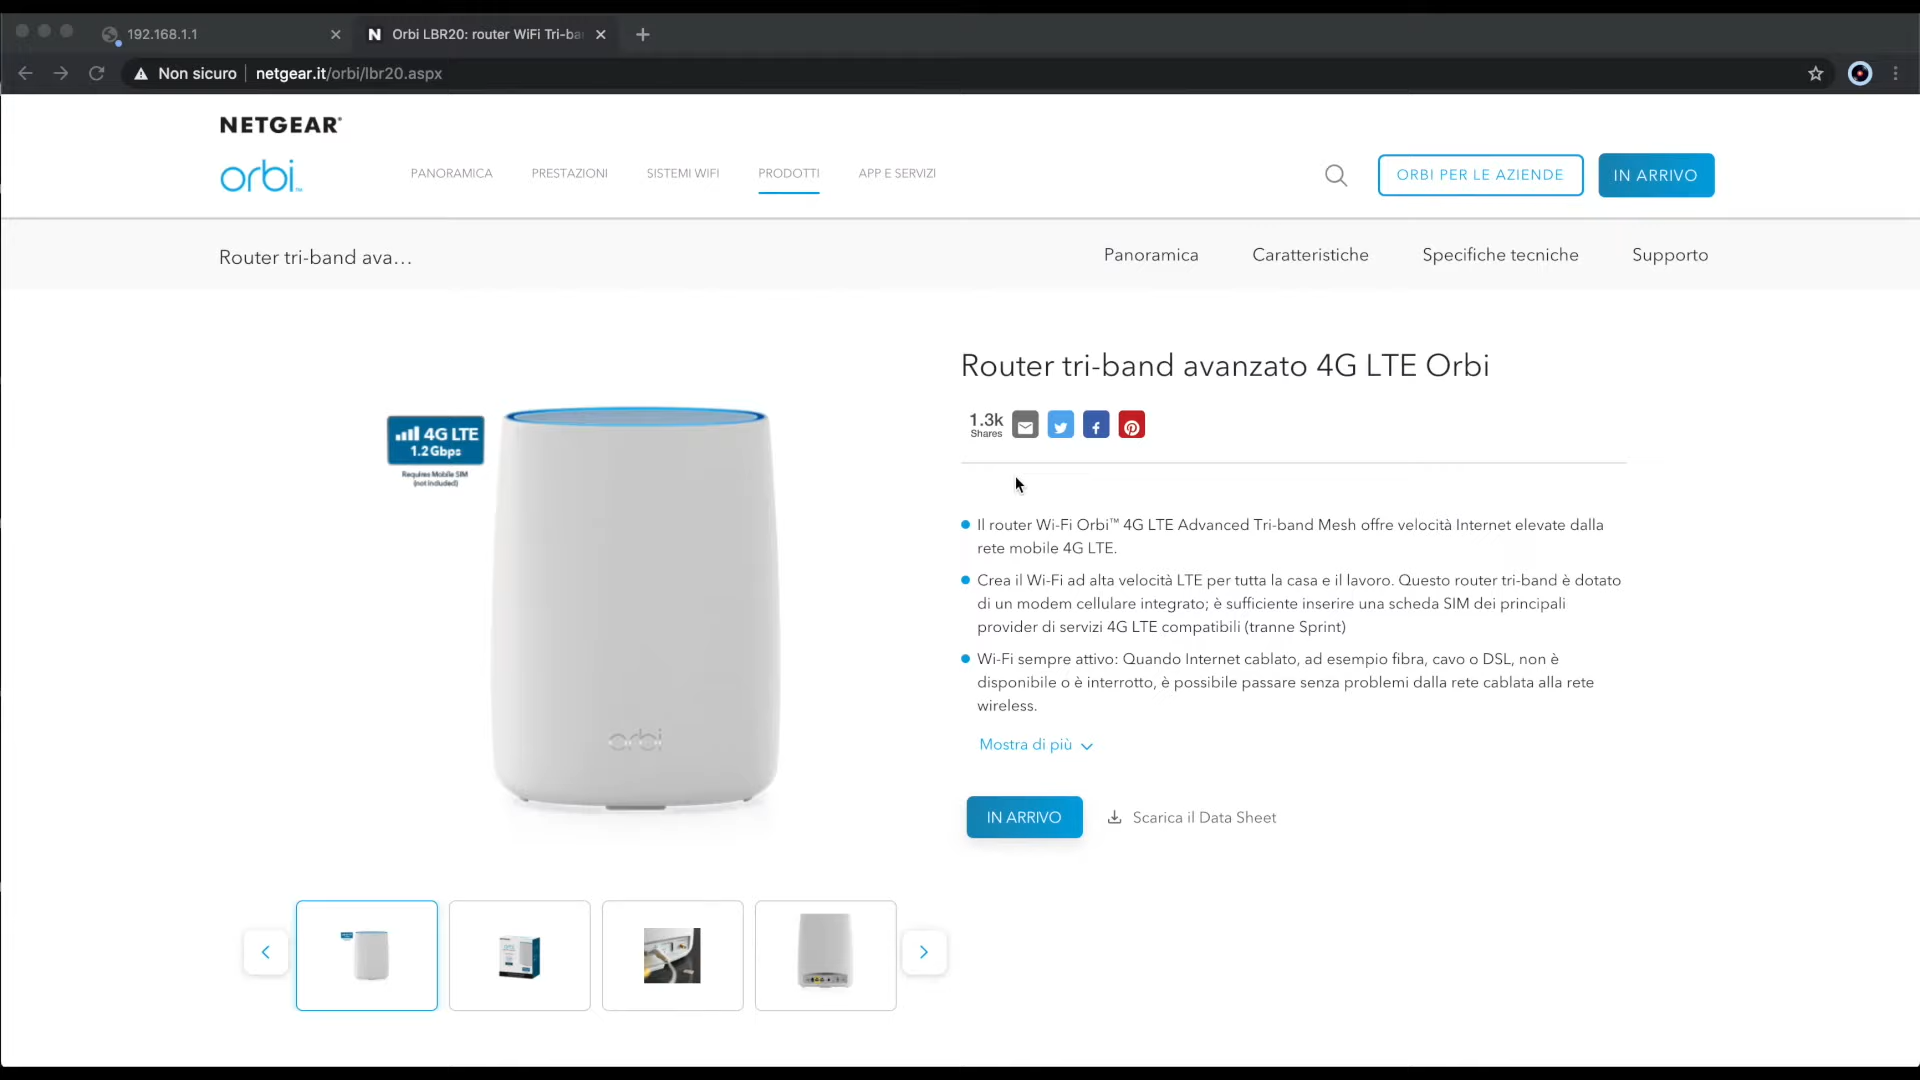 192.168.1.1
N Orbi LBR20: router WiFi Tri-ba
Non sicuro netgear.it/orbi/lbr20.aspx
NETGEAR®
orbi™
PANORAMICA PRESTAZIONI SISTEMI WIFI PRODOTTI APP E SERVIZI
ORBI PER LE AZIENDE IN ARRIVO
Router tri-band ava...
Panoramica Caratteristiche Specifiche tecniche Supporto
4G LTE
1.2Gbps
Requires Mobile SIM
(not included)
orbi
Router tri-band avanzato 4G LTE Orbi
1.3k
Shares
Il router Wi-Fi Orbi™ 4G LTE Advanced Tri-band Mesh offre velocità Internet elevate dalla
rete mobile 4G LTE.
Crea il Wi-Fi ad alta velocità LTE per tutta la casa e il lavoro. Questo router tri-band è dotato
di un modem cellulare integrato; è sufficiente inserire una scheda SIM dei principali
provider di servizi 4G LTE compatibili (tranne Sprint)
Wi-Fi sempre attivo: Quando Internet cablato, ad esempio fibra, cavo o DSL, non è
disponibile o è interrotto, è possibile passare senza problemi dalla rete cablata alla rete
wireless.
Mostra di più
IN ARRIVO Scarica il Data Sheet